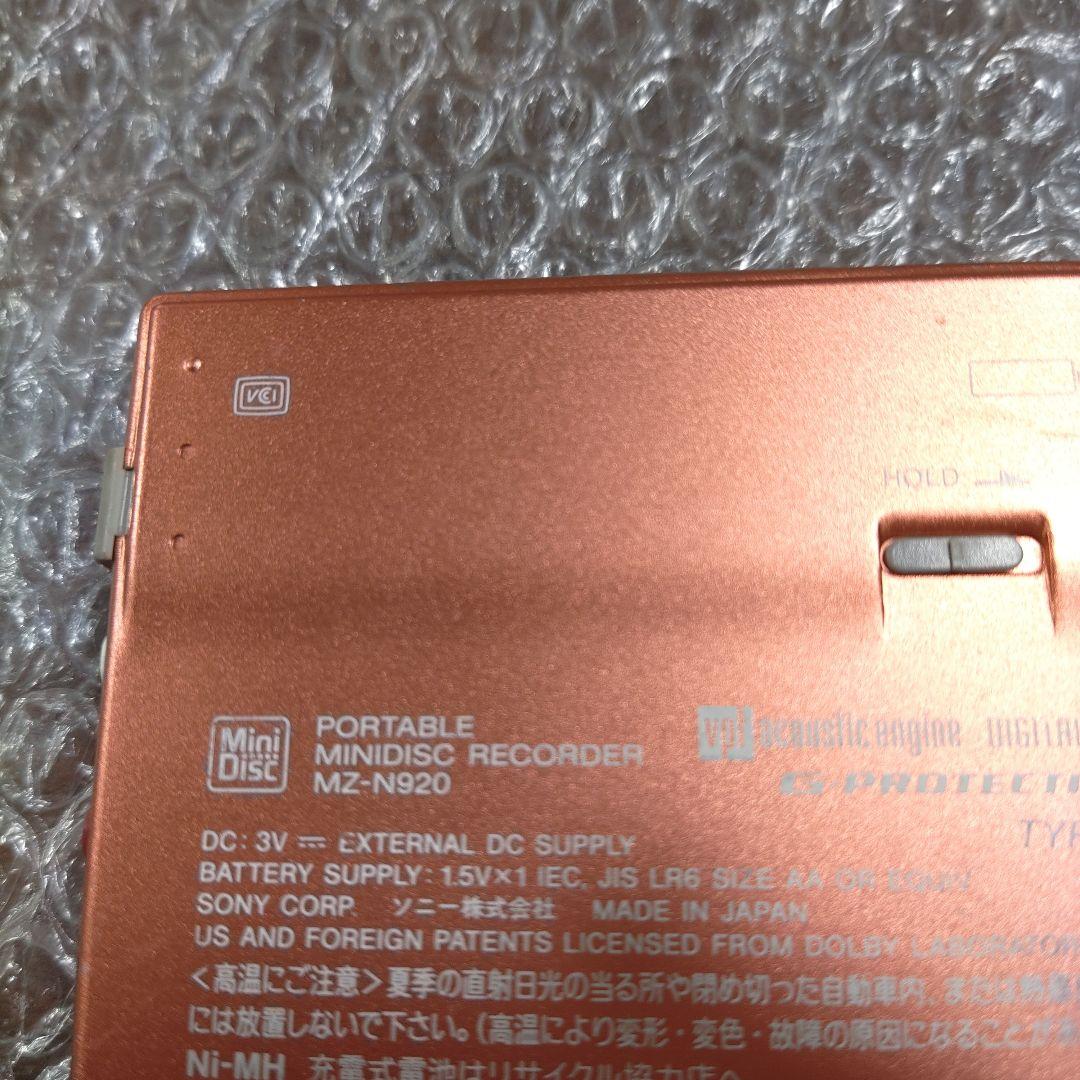 VCCI
HOLD
Mini Disc
PORTABLE
MINIDISC RECORDER
MZ-N920
vpt acoustic engine DIGITAL
G-PROTECTI
TYP
DC: 3V ⎓ EXTERNAL DC SUPPLY
BATTERY SUPPLY: 1.5V×1 IEC, JIS LR6 SIZE AA OR EQUIV
SONY CORP. ソニー株式会社 MADE IN JAPAN
US AND FOREIGN PATENTS LICENSED FROM DOLBY LABORATOR
<高温にご注意>夏季の直射日光の当る所や閉め切った自動車内、または熱器
には放置しないで下さい。(高温により変形・変色・故障の原因になることが
Ni-MH 充電式電池はリサイクル協力店へ